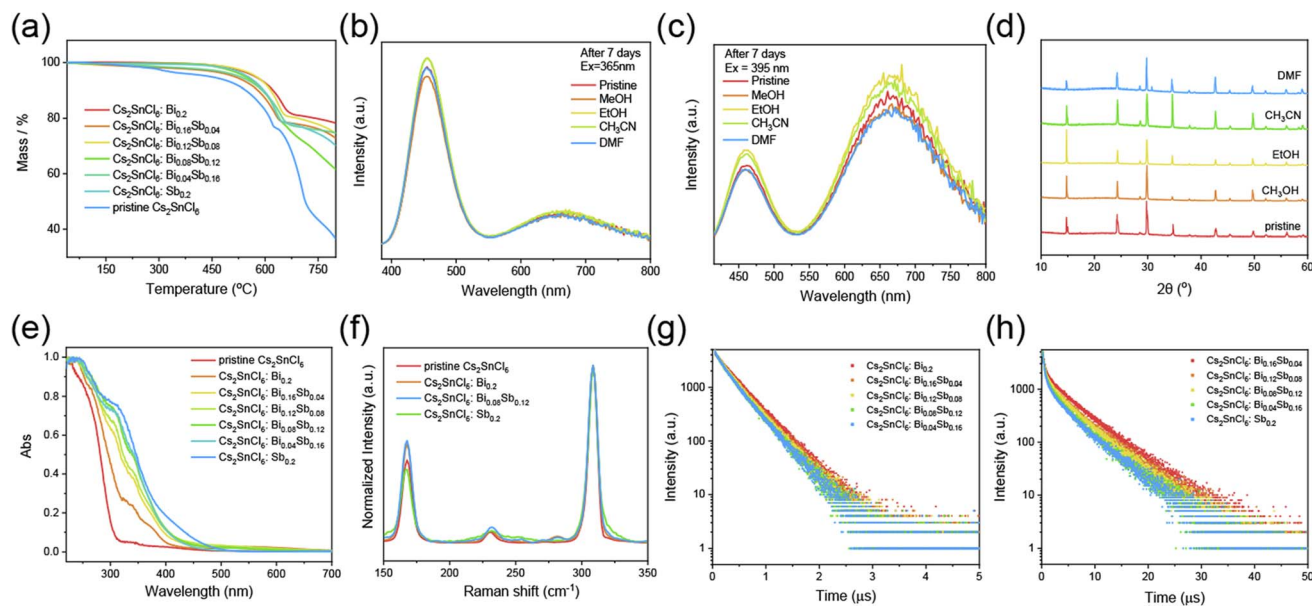 (a)
Mass / %
100
80
60
40
150
300
450
600
750
Temperature (ºC)
Cs₂SnCl₆: Bi₀.₂
Cs₂SnCl₆: Bi₀.₁₆Sb₀.₀₄
Cs₂SnCl₆: Bi₀.₁₂Sb₀.₀₈
Cs₂SnCl₆: Bi₀.₀₈Sb₀.₁₂
Cs₂SnCl₆: Bi₀.₀₄Sb₀.₁₆
Cs₂SnCl₆: Sb₀.₂
pristine Cs₂SnCl₆
(b)
Intensity (a.u.)
After 7 days
Ex=365nm
Pristine
MeOH
EtOH
CH₃CN
DMF
400
500
600
700
800
Wavelength (nm)
(c)
Intensity (a.u.)
After 7 days
Ex = 395 nm
Pristine
MeOH
EtOH
CH₃CN
DMF
450
500
550
600
650
700
750
800
Wavelength (nm)
(d)
DMF
CH₃CN
EtOH
CH₃OH
pristine
10
20
30
40
50
60
2θ (º)
(e)
Abs
1.0
0.8
0.6
0.4
0.2
0.0
pristine Cs₂SnCl₆
Cs₂SnCl₆: Bi₀.₂
Cs₂SnCl₆: Bi₀.₁₆Sb₀.₀₄
Cs₂SnCl₆: Bi₀.₁₂Sb₀.₀₈
Cs₂SnCl₆: Bi₀.₀₈Sb₀.₁₂
Cs₂SnCl₆: Bi₀.₀₄Sb₀.₁₆
Cs₂SnCl₆: Sb₀.₂
300
400
500
600
700
Wavelength (nm)
(f)
Normalized Intensity (a.u.)
pristine Cs₂SnCl₆
Cs₂SnCl₆: Bi₀.₂
Cs₂SnCl₆: Bi₀.₀₈Sb₀.₁₂
Cs₂SnCl₆: Sb₀.₂
150
200
250
300
350
Raman shift (cm⁻¹)
(g)
Intensity (a.u.)
1000
100
10
1
Cs₂SnCl₆: Bi₀.₂
Cs₂SnCl₆: Bi₀.₁₆Sb₀.₀₄
Cs₂SnCl₆: Bi₀.₁₂Sb₀.₀₈
Cs₂SnCl₆: Bi₀.₀₈Sb₀.₁₂
Cs₂SnCl₆: Bi₀.₀₄Sb₀.₁₆
0
1
2
3
4
5
Time (μs)
(h)
Intensity (a.u.)
1000
100
10
1
Cs₂SnCl₆: Bi₀.₁₆Sb₀.₀₄
Cs₂SnCl₆: Bi₀.₁₂Sb₀.₀₈
Cs₂SnCl₆: Bi₀.₀₈Sb₀.₁₂
Cs₂SnCl₆: Bi₀.₀₄Sb₀.₁₆
Cs₂SnCl₆: Sb₀.₂
0
10
20
30
40
50
Time (μs)